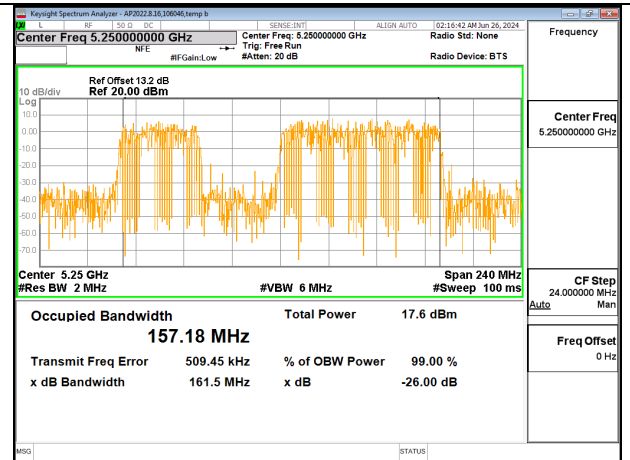 Keysight Spectrum Analyzer - AP2022.8.16,106046,temp b
L RF 50 Ω DC SENSE:INT ALIGN AUTO 02:16:42 AM Jun 26, 2024
Center Freq 5.250000000 GHz
NFE
#IFGain:Low
Center Freq: 5.250000000 GHz
Trig: Free Run
#Atten: 20 dB
Radio Std: None
Radio Device: BTS
Ref Offset 13.2 dB
10 dB/div Ref 20.00 dBm
Log
10.0
0.00
-10.0
-20.0
-30.0
-40.0
-50.0
-60.0
-70.0
Center 5.25 GHz Span 240 MHz
#Res BW 2 MHz #VBW 6 MHz #Sweep 100 ms
Occupied Bandwidth Total Power 17.6 dBm
157.18 MHz
Transmit Freq Error 509.45 kHz % of OBW Power 99.00 %
x dB Bandwidth 161.5 MHz x dB -26.00 dB
Frequency
Center Freq
5.250000000 GHz
CF Step
24.000000 MHz
Auto Man
Freq Offset
0 Hz
MSG STATUS